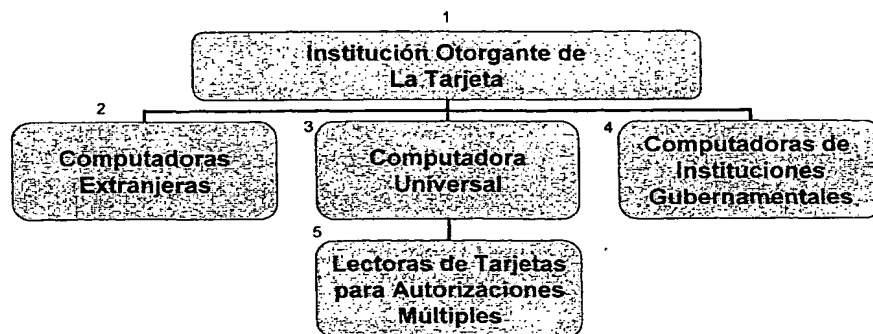 1
Institución Otorgante de
La Tarjeta
2
Computadoras
Extranjeras
3
Computadora
Universal
4
Computadoras de
Instituciones
Gubernamentales
5
Lectoras de Tarjetas
para Autorizaciones
Múltiples